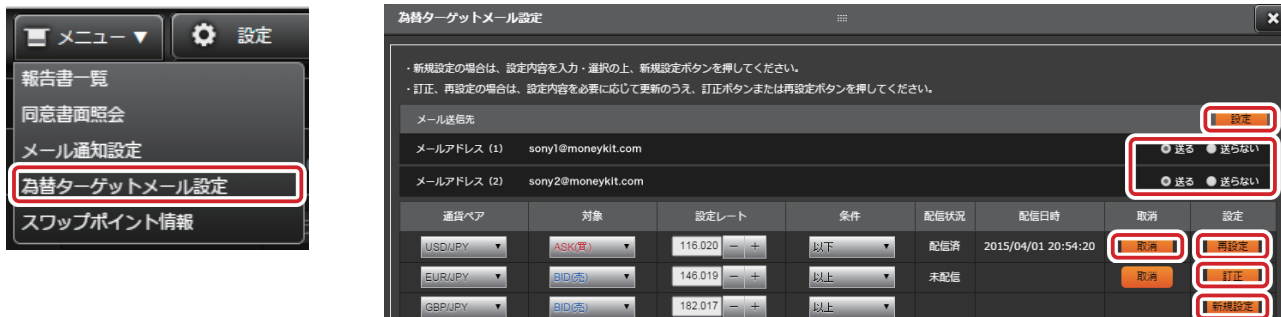 メニュー▼ 設定
報告書一覧
同意書面照会
メール通知設定
為替ターゲットメール設定
スワップポイント情報
為替ターゲットメール設定
・新規設定の場合は、設定内容を入力・選択の上、新規設定ボタンを押してください。
・訂正、再設定の場合は、設定内容を必要に応じて更新のうえ、訂正ボタンまたは再設定ボタンを押してください。
メール送信先 設定
メールアドレス（1） sony1@moneykit.com 送る 送らない
メールアドレス（2） sony2@moneykit.com 送る 送らない
通貨ペア 対象 設定レート 条件 配信状況 配信日時 取消 設定
USD/JPY ▼ ASK(買) ▼ 116.020 － ＋ 以下 ▼ 配信済 2015/04/01 20:54:20 取消 再設定
EUR/JPY ▼ BID(売) ▼ 146.019 － ＋ 以上 ▼ 未配信 取消 訂正
GBP/JPY ▼ BID(売) ▼ 182.017 － ＋ 以上 ▼ 新規設定